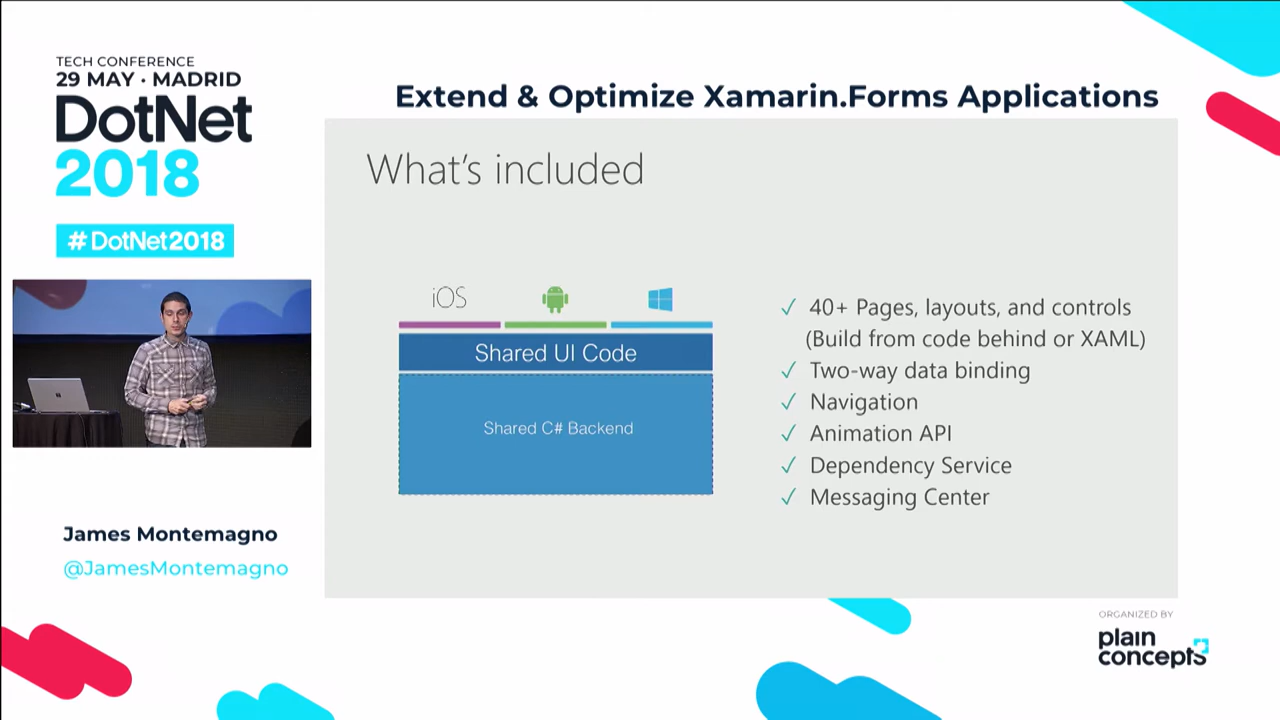 TECH CONFERENCE
29 MAY · MADRID
DotNet
2018
#DotNet2018
James Montemagno
@JamesMontemagno
Extend & Optimize Xamarin.Forms Applications
What's included
iOS
Shared UI Code
Shared C# Backend
✓ 40+ Pages, layouts, and controls
(Build from code behind or XAML)
✓ Two-way data binding
✓ Navigation
✓ Animation API
✓ Dependency Service
✓ Messaging Center
ORGANIZED BY
plain
concepts